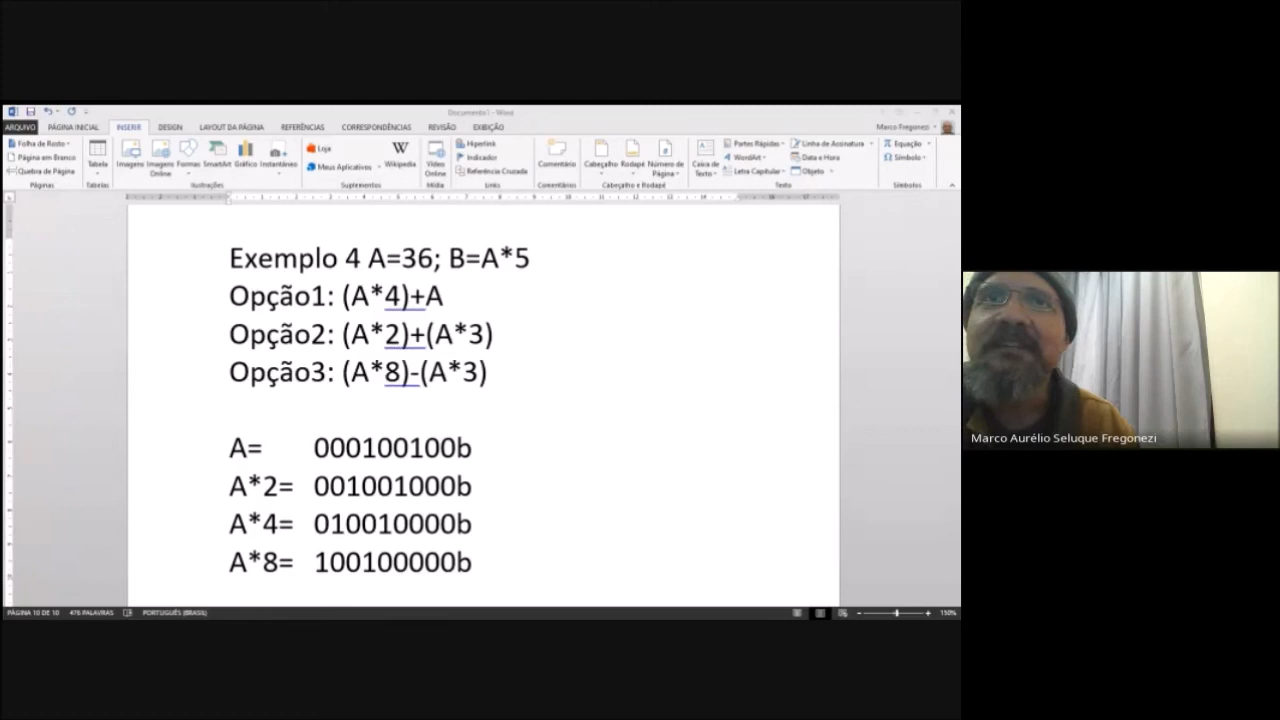 Documento1 - Word
ARQUIVO PÁGINA INICIAL INSERIR DESIGN LAYOUT DA PÁGINA REFERÊNCIAS CORRESPONDÊNCIAS REVISÃO EXIBIÇÃO Marco Fregonezi
Folha de Rosto
Página em Branco
Quebra de Página
Páginas
Tabela
Tabelas
Imagens Imagens Online Formas SmartArt Gráfico Instantâneo
Ilustrações
Loja
Meus Aplicativos
Wikipedia
Suplementos
Vídeo Online
Mídia
Hiperlink
Indicador
Referência Cruzada
Links
Comentário
Comentários
Cabeçalho Rodapé Número de Página
Cabeçalho e Rodapé
Caixa de Texto
Partes Rápidas
WordArt
Letra Capitular
Linha de Assinatura
Data e Hora
Objeto
Texto
Equação
Símbolo
Símbolos
Exemplo 4 A=36; B=A*5
Opção1: (A*4)+A
Opção2: (A*2)+(A*3)
Opção3: (A*8)-(A*3)
A= 000100100b
A*2= 001001000b
A*4= 010010000b
A*8= 100100000b
PÁGINA 10 DE 10 476 PALAVRAS PORTUGUÊS (BRASIL) 150%
Marco Aurélio Seluque Fregonezi